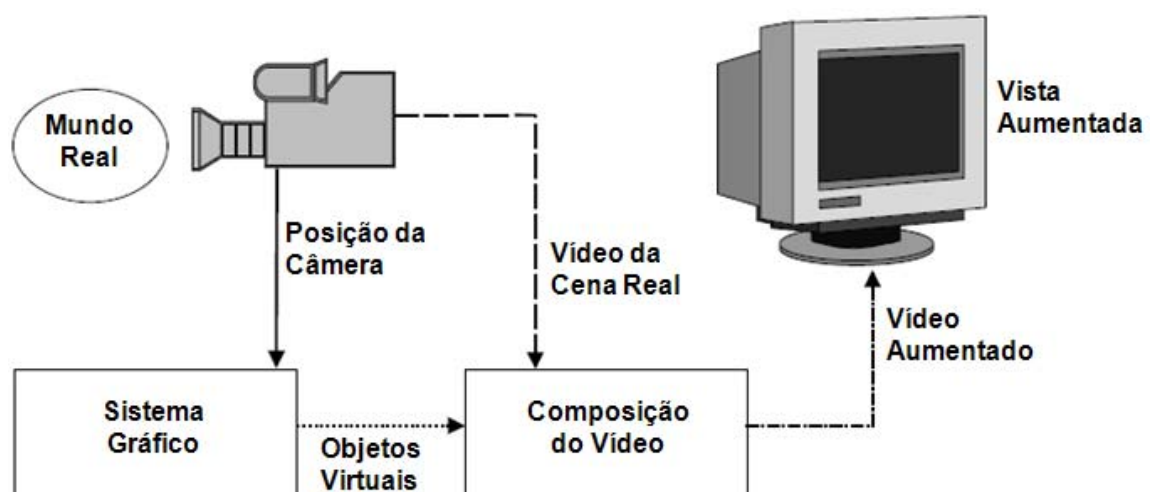 Mundo
Real
Vista
Aumentada
Posição da
Câmera
Vídeo da
Cena Real
Vídeo
Aumentado
Sistema
Gráfico
Objetos
Virtuais
Composição
do Vídeo